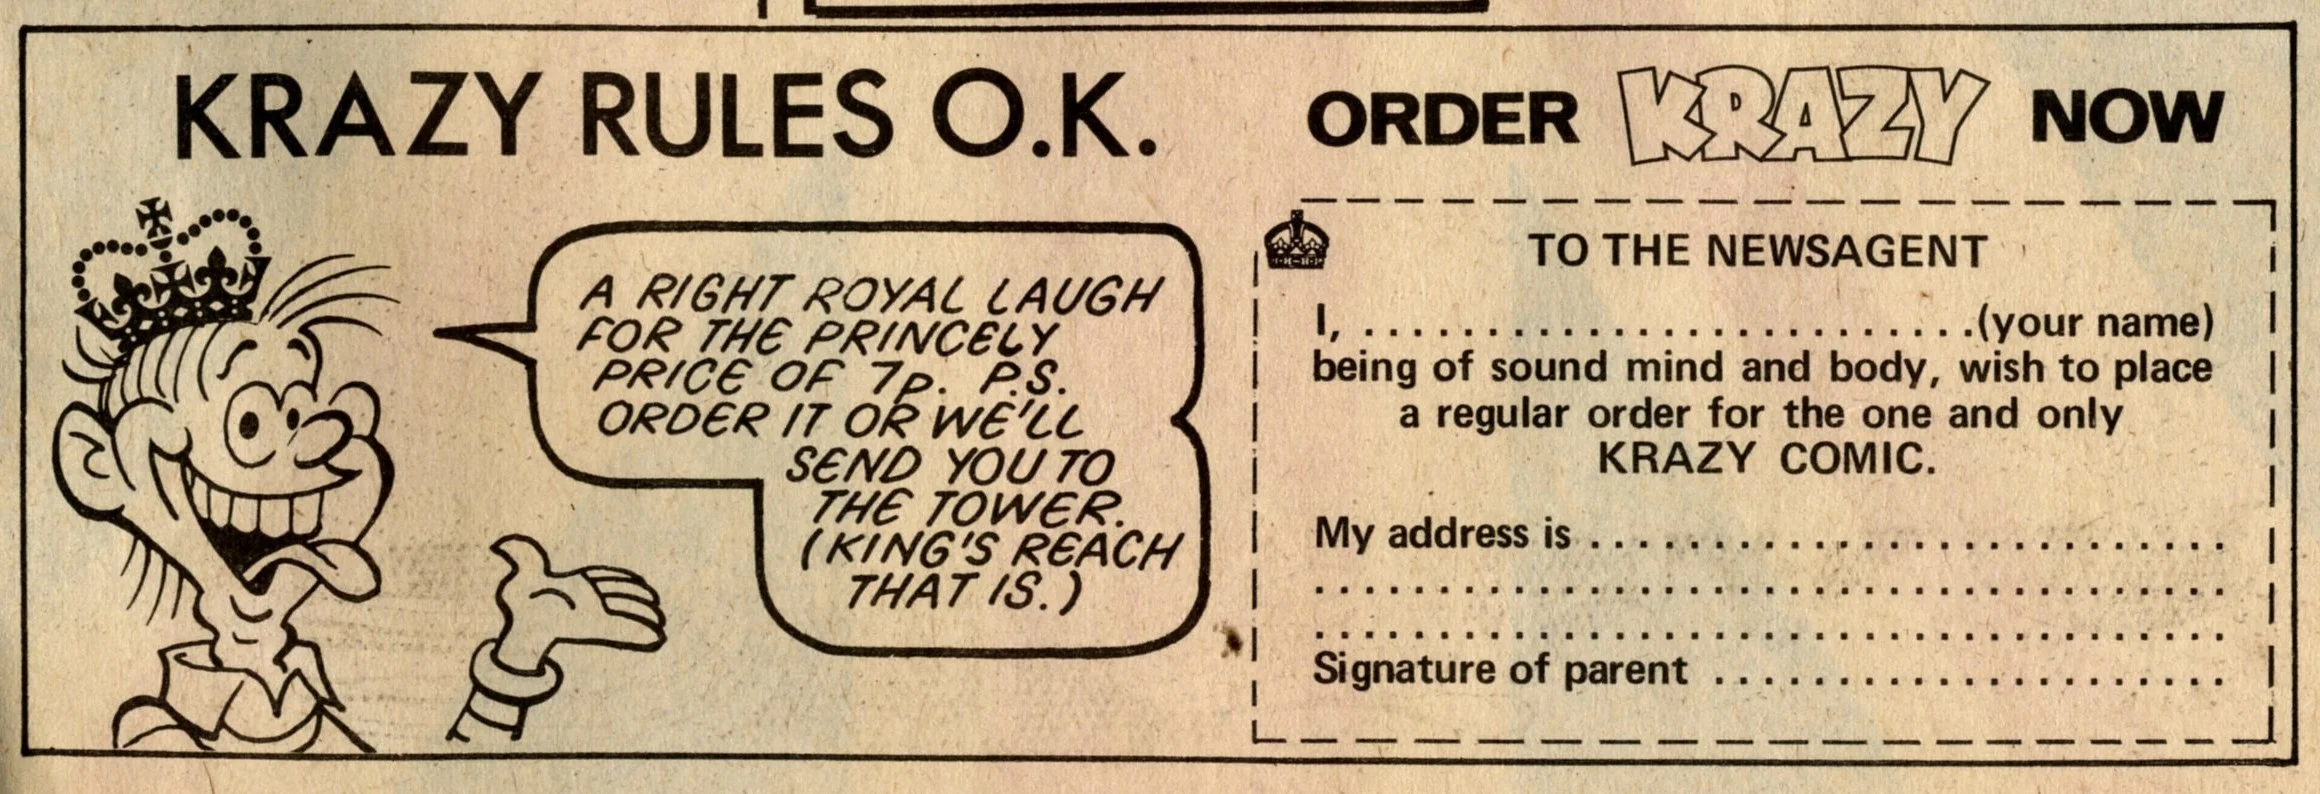 KRAZY RULES O.K.
A RIGHT ROYAL LAUGH
FOR THE PRINCELY
PRICE OF 7p. P.S.
ORDER IT OR WE'LL
SEND YOU TO
THE TOWER.
(KING'S REACH
THAT IS.)
ORDER KRAZY NOW
TO THE NEWSAGENT
I, ..........................(your name)
being of sound mind and body, wish to place
a regular order for the one and only
KRAZY COMIC.
My address is ..........................
.....................................
.....................................
Signature of parent .....................